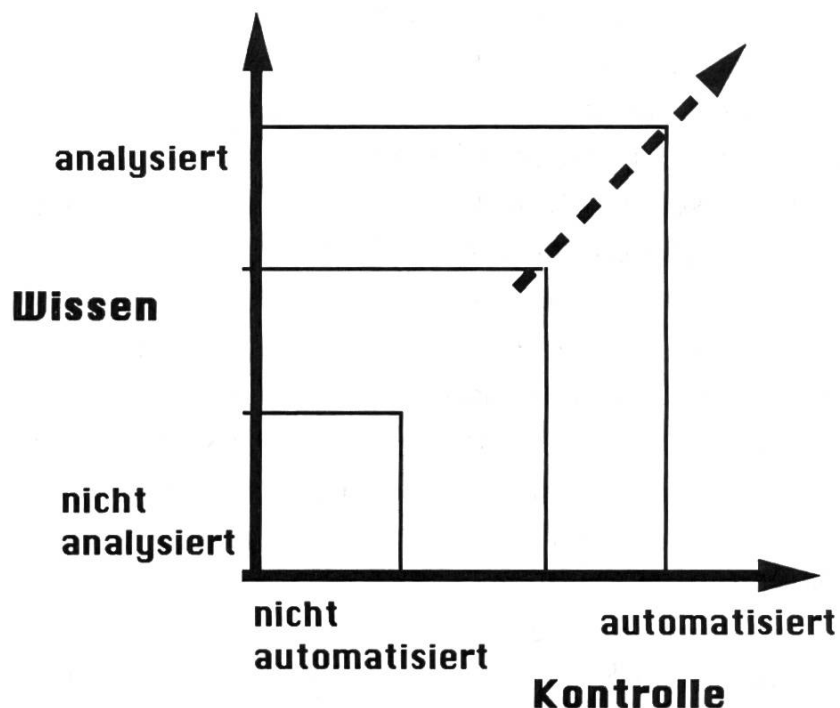 analysiert
Wissen
nicht
analysiert
nicht
automatisiert
automatisiert
Kontrolle